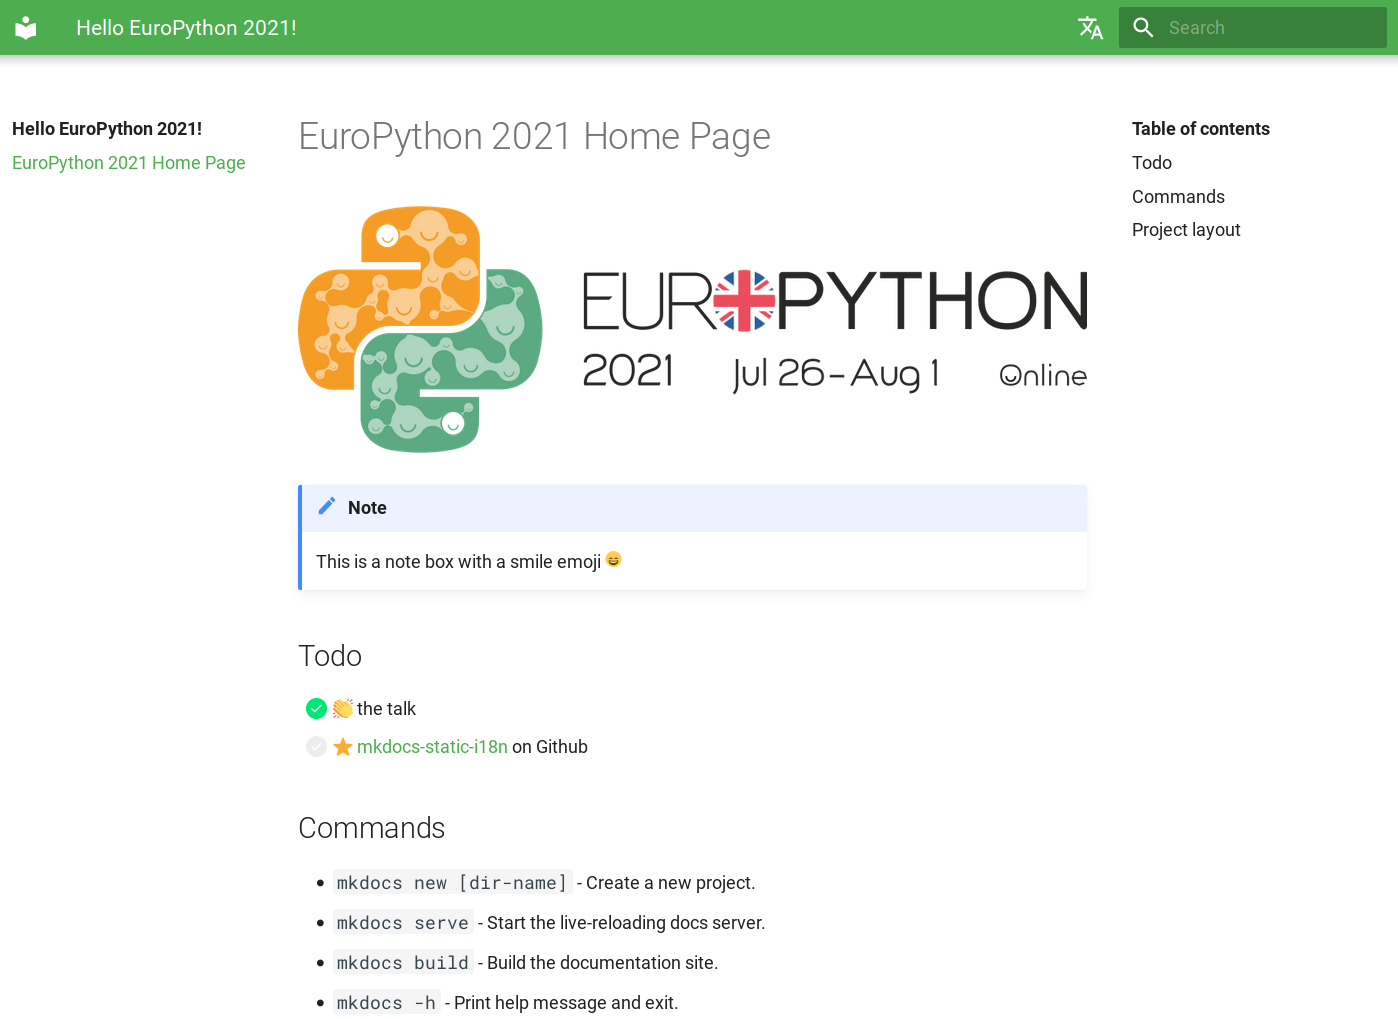 Hello EuroPython 2021!
Search
Hello EuroPython 2021!
EuroPython 2021 Home Page
EuroPython 2021 Home Page
EUROPYTHON
2021 Jul 26-Aug 1 Online
Note
This is a note box with a smile emoji 😄
Todo
👏 the talk
⭐ mkdocs-static-i18n on Github
Commands
• mkdocs new [dir-name] - Create a new project.
• mkdocs serve - Start the live-reloading docs server.
• mkdocs build - Build the documentation site.
• mkdocs -h - Print help message and exit.
Table of contents
Todo
Commands
Project layout